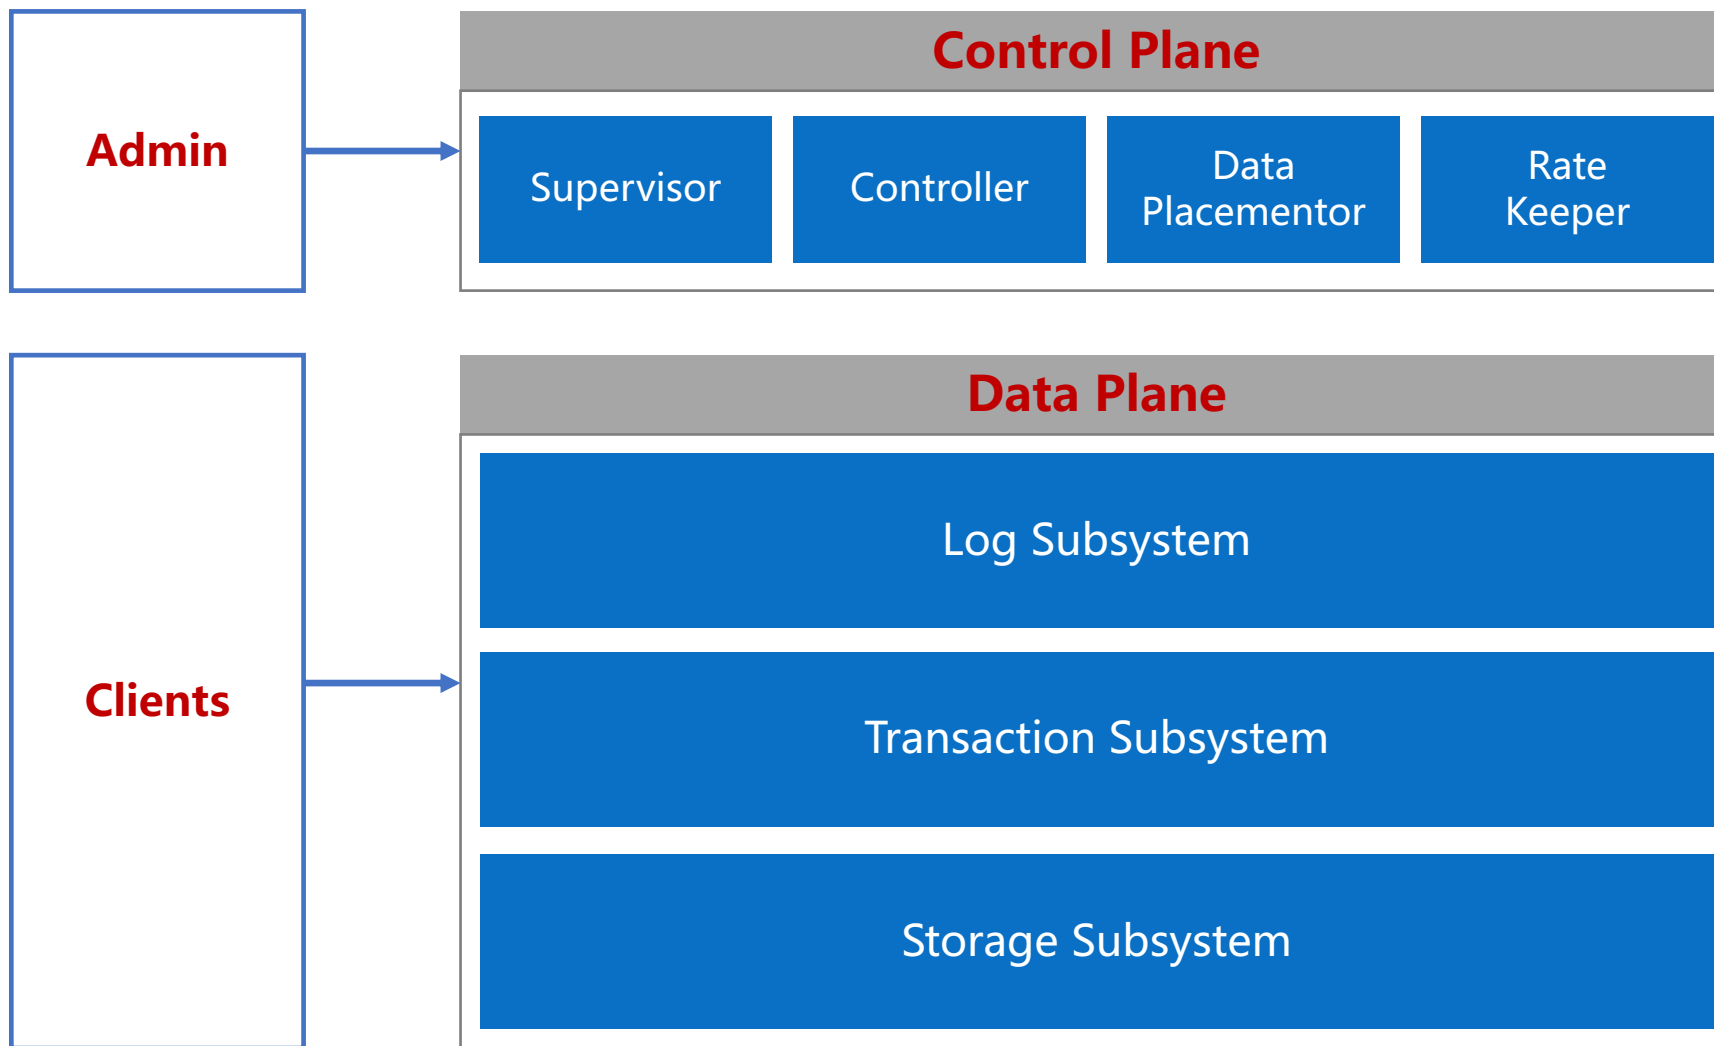 Control Plane
Admin
Supervisor
Controller
Data
Placementor
Rate
Keeper
Data Plane
Clients
Log Subsystem
Transaction Subsystem
Storage Subsystem